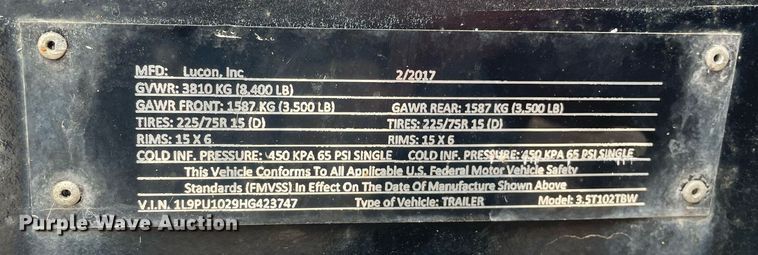 MFD: Lucon, Inc 2/2017
GVWR: 3810 KG (8,400 LB)
GAWR FRONT: 1587 KG (3,500 LB) GAWR REAR: 1587 KG (3,500 LB)
TIRES: 225/75R 15 (D) TIRES: 225/75R 15 (D)
RIMS: 15 X 6 RIMS: 15 X 6
COLD INF. PRESSURE: 450 KPA 65 PSI SINGLE COLD INF. PRESSURE: 450 KPA 65 PSI SINGLE
This Vehicle Conforms To All Applicable U.S. Federal Motor Vehicle Safety
Standards (FMVSS) In Effect On The Date Of Manufacture Shown Above
V.I.N. 1L9PU1029HG423747 Type of Vehicle: TRAILER Model: 3.5T102TBW
Purple Wave Auction